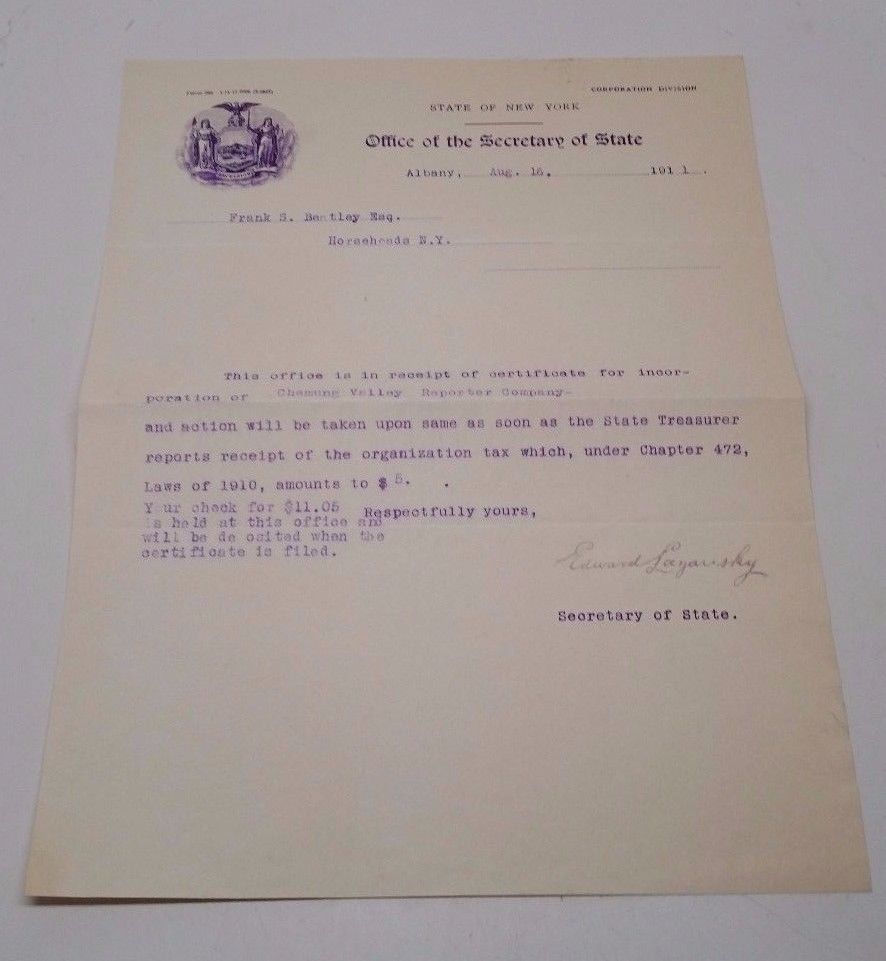 CORPORATION DIVISION
STATE OF NEW YORK
Office of the Secretary of State
Albany, Aug. 16, 1911.
Frank S. Bentley Esq.
Horseheads N.Y.
This office is in receipt of certificate for incor-
poration of Chemung Valley Reporter Company-
and action will be taken upon same as soon as the State Treasurer
reports receipt of the organization tax which, under Chapter 472,
Laws of 1910, amounts to $ 5. .
Your check for $11.05 Respectfully yours,
is held at this office and
will be de osited when the
certificate is filed.
Edward Lazansky
Secretary of State.